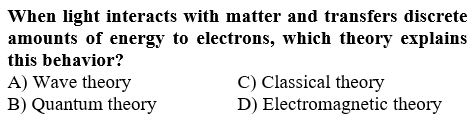 When light interacts with matter and transfers discrete
amounts of energy to electrons, which theory explains
this behavior?
A) Wave theory C) Classical theory
B) Quantum theory D) Electromagnetic theory